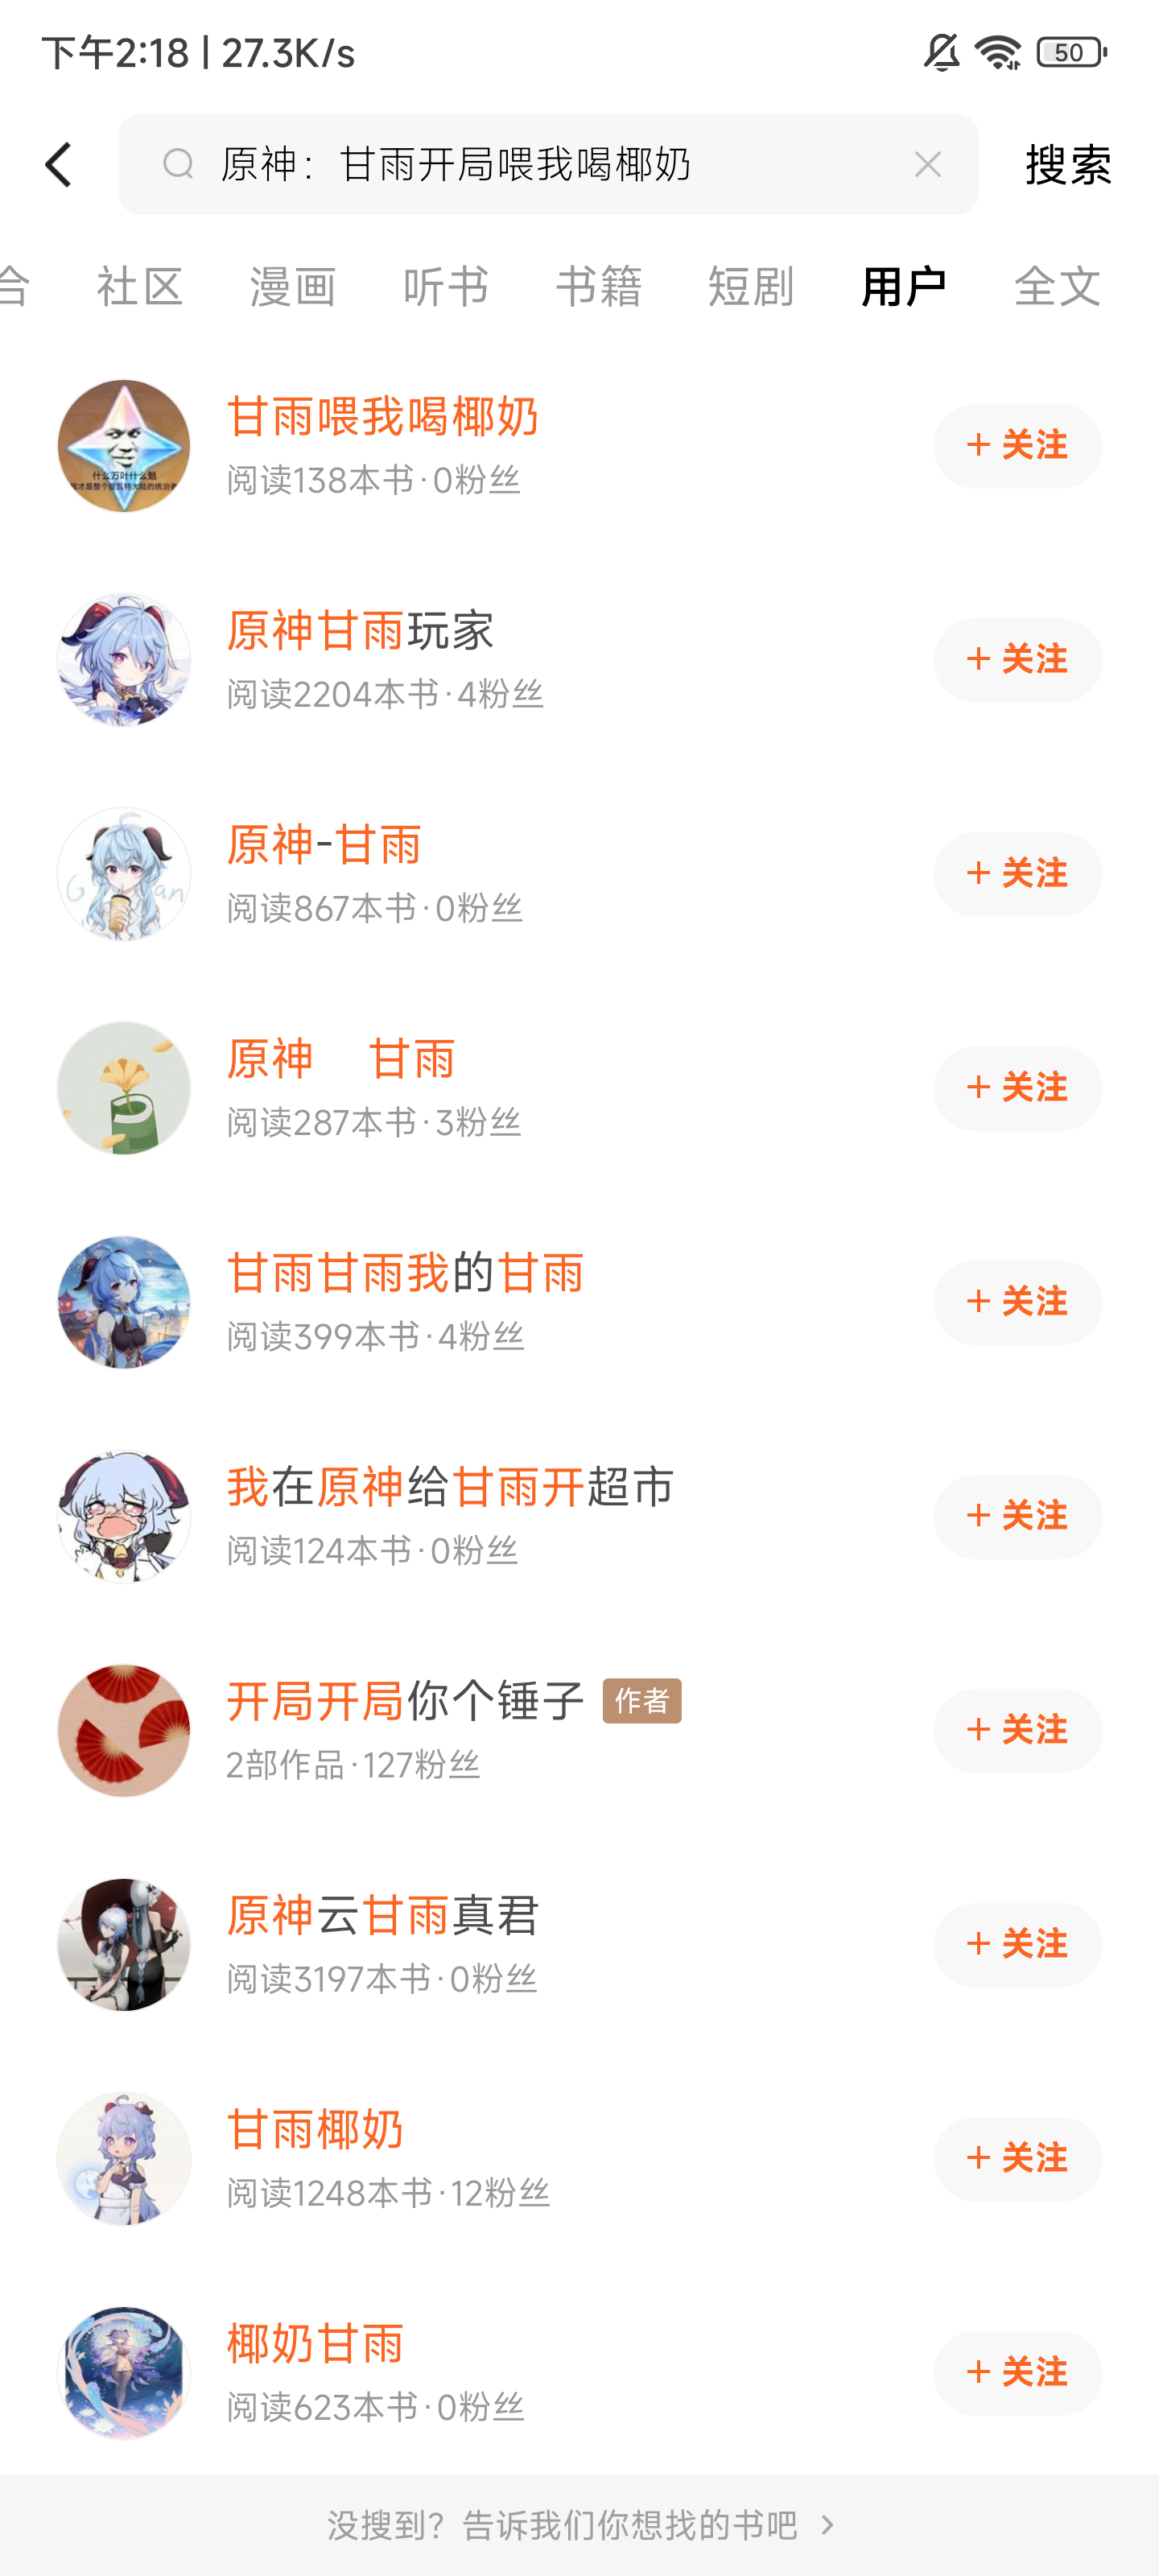 下午2:18 | 27.3K/s
50
原神：甘雨开局喂我喝椰奶
搜索
合 社区 漫画 听书 书籍 短剧 用户 全文
甘雨喂我喝椰奶
阅读138本书·0粉丝
+ 关注
什么万叶什么魈
原神甘雨玩家
阅读2204本书·4粉丝
+ 关注
原神-甘雨
阅读867本书·0粉丝
+ 关注
原神 甘雨
阅读287本书·3粉丝
+ 关注
甘雨甘雨我的甘雨
阅读399本书·4粉丝
+ 关注
我在原神给甘雨开超市
阅读124本书·0粉丝
+ 关注
开局开局你个锤子 作者
2部作品·127粉丝
+ 关注
原神云甘雨真君
阅读3197本书·0粉丝
+ 关注
甘雨椰奶
阅读1248本书·12粉丝
+ 关注
椰奶甘雨
阅读623本书·0粉丝
+ 关注
没搜到？告诉我们你想找的书吧 >